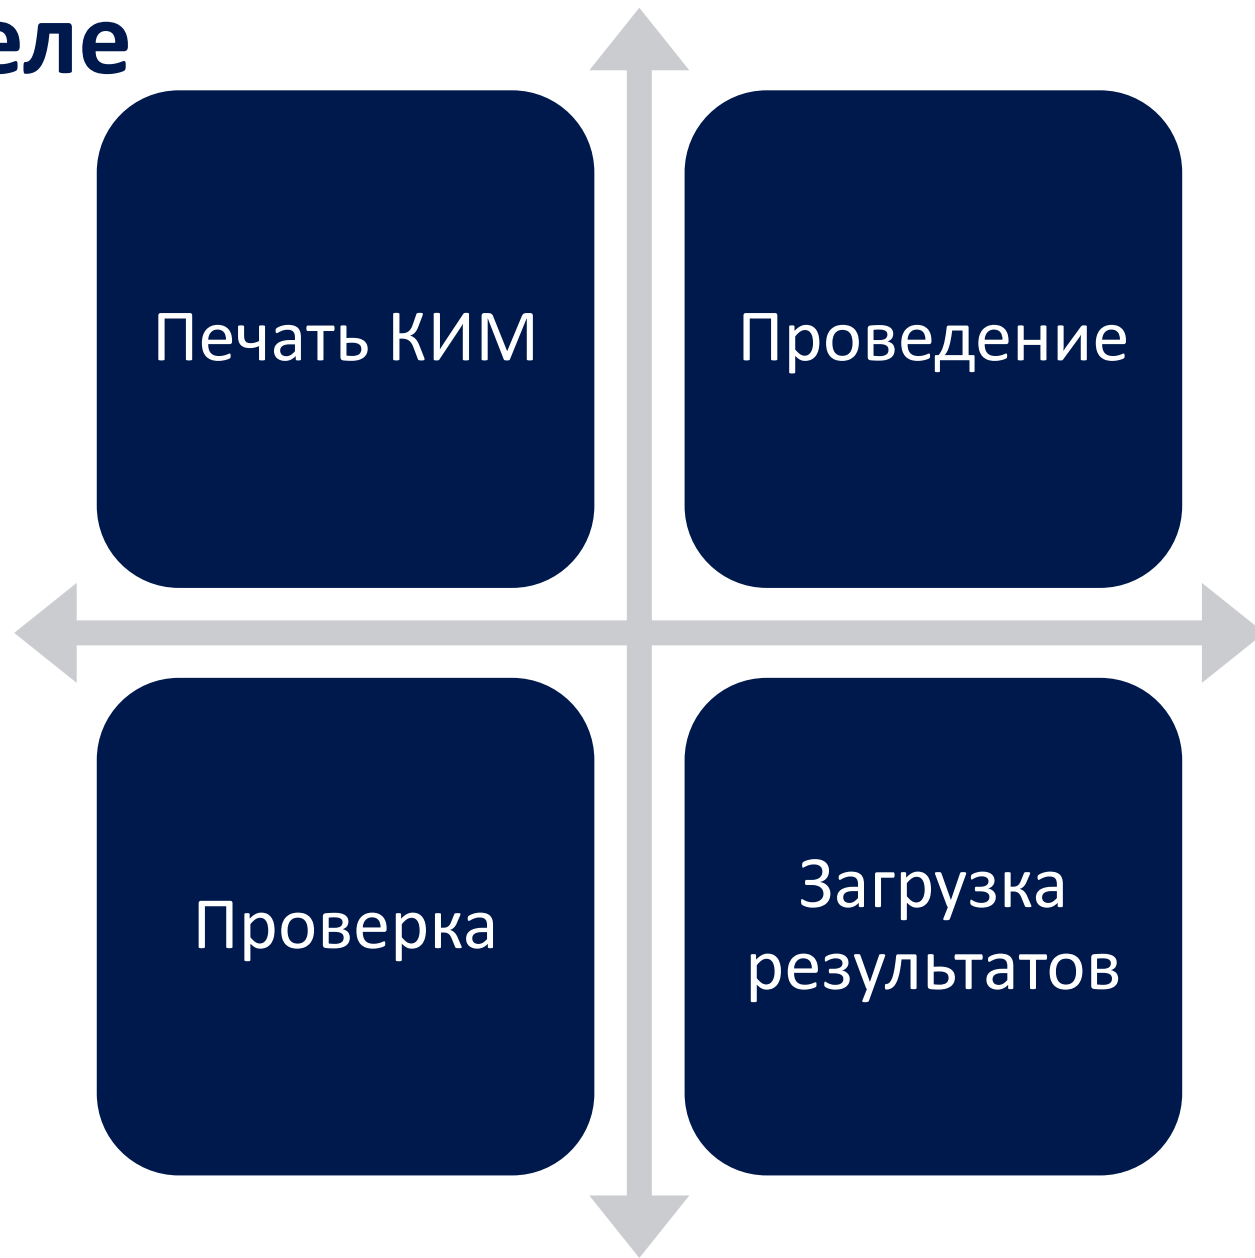 еле
Печать КИМ
Проведение
Проверка
Загрузка
результатов